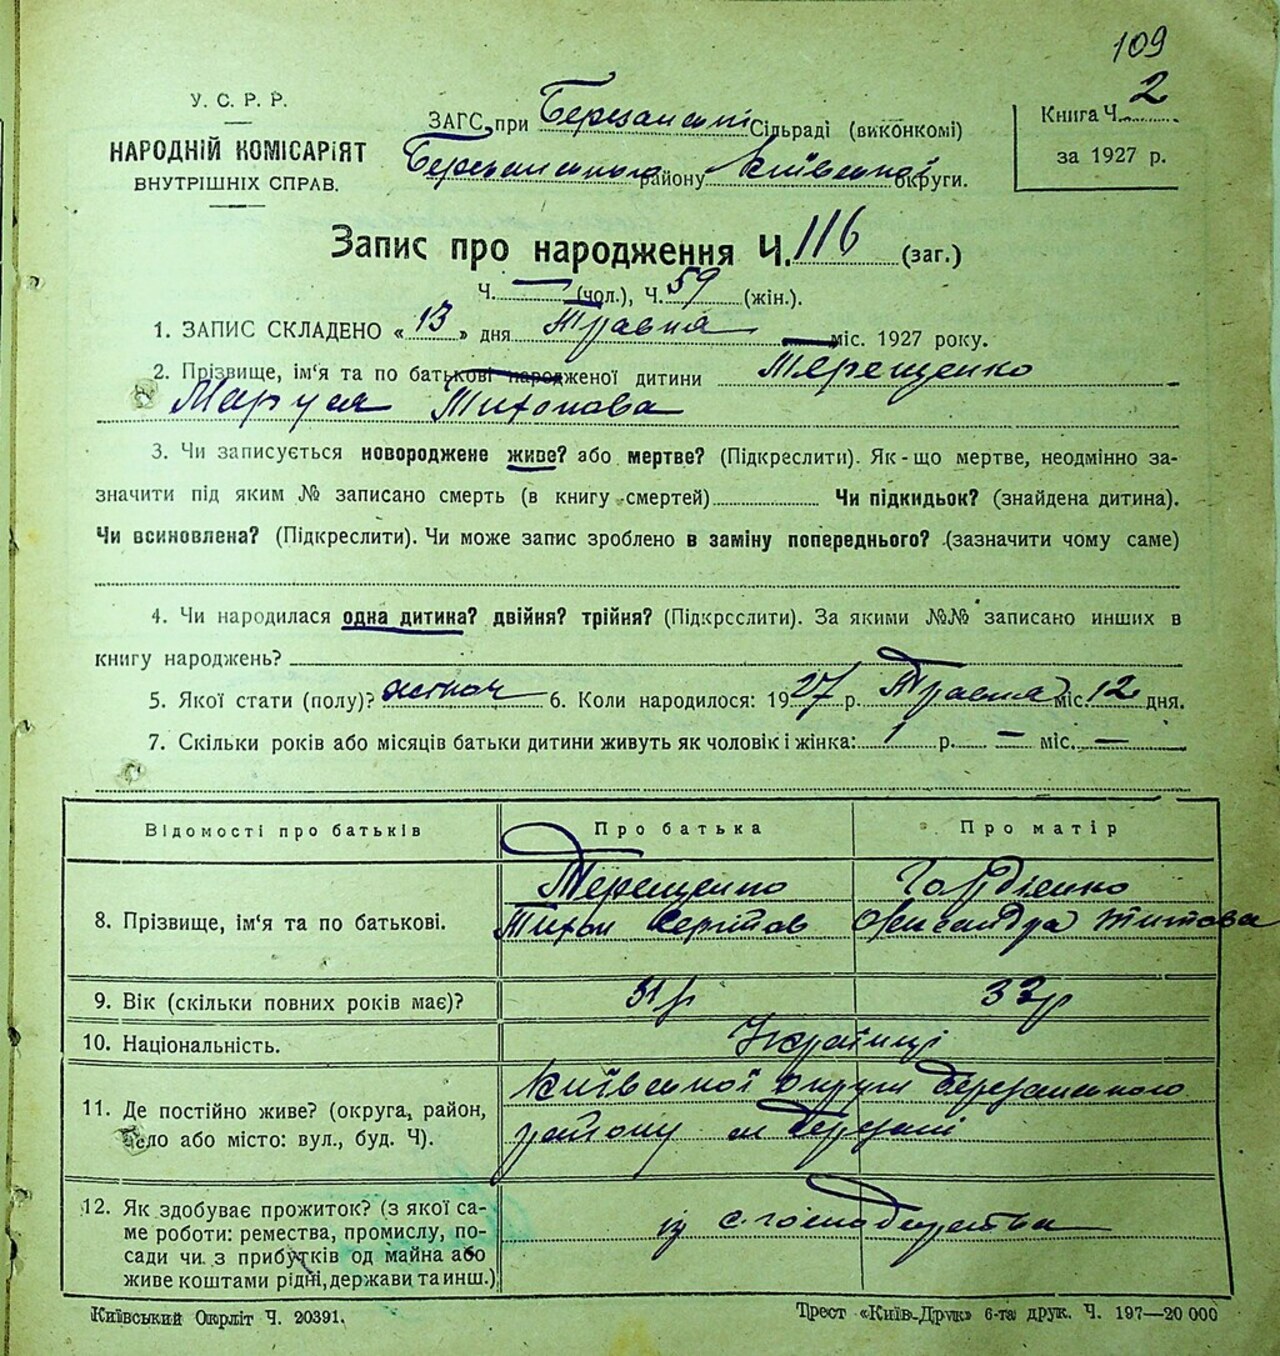 109
У. С. Р. Р.
НАРОДНІЙ КОМІСАРІЯТ
ВНУТРІШНІХ СПРАВ.
ЗАГС при Березанській Сільраді (виконкомі)
Березанського району Київської округи.
Книга Ч. 2
за 1927 р.
Запис про народження Ч. 116 (заг.)
Ч. — (чол.), Ч. 59 (жін.).
1. ЗАПИС СКЛАДЕНО «13» дня Травня міс. 1927 року.
2. Прізвище, ім'я та по батькові народженої дитини Терещенко
Маруся Тихонова
3. Чи записується новороджене живе? або мертве? (Підкреслити). Як-що мертве, неодмінно за-
значити під яким № записано смерть (в книгу смертей) Чи підкидьок? (знайдена дитина).
Чи всиновлена? (Підкреслити). Чи може запис зроблено в заміну попереднього? (зазначити чому саме)
4. Чи народилася одна дитина? двійня? трійня? (Підкреслити). За якими №№ записано инших в
книгу народжень?
5. Якої стати (полу)? жіноч 6. Коли народилося: 1927 р. Травня міс. 12 дня.
7. Скільки років або місяців батьки дитини живуть як чоловік і жінка: 1 р. — міс. —
Відомості про батьків Про батька Про матір
8. Прізвище, ім'я та по батькові. Терещенко Гордієнко
Тихон Сергіїв Олександра Титова
9. Вік (скільки повних років має)? 31 р 33 р
10. Національність. Українці
11. Де постійно живе? (округа, район, село або місто: вул., буд. Ч). Київської округи Березанського
району м Березані
12. Як здобуває прожиток? (з якої са-
ме роботи: ремества, промислу, по-
сади чи з прибутків од майна або
живе коштами рідні, держави та инш.) із с. господарства
Київський Окрліт Ч. 20391.
Трест «Київ-Друк» 6-та друк. Ч. 197—20 000